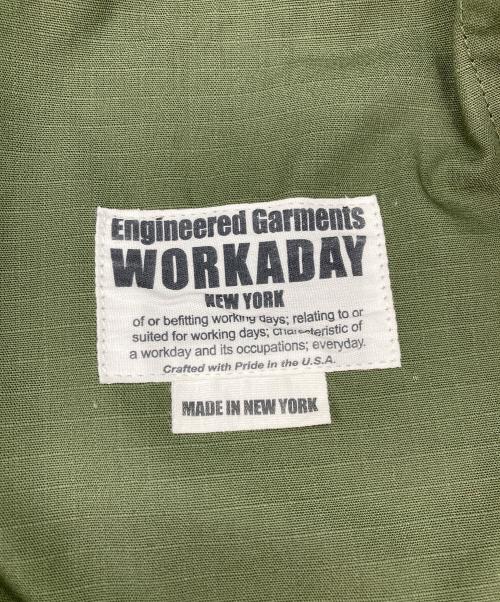 Engineered Garments
WORKADAY
NEW YORK
of or befitting working days; relating to or
suited for working days; characteristic of
a workday and its occupations; everyday.
Crafted with Pride in the U.S.A.
MADE IN NEW YORK